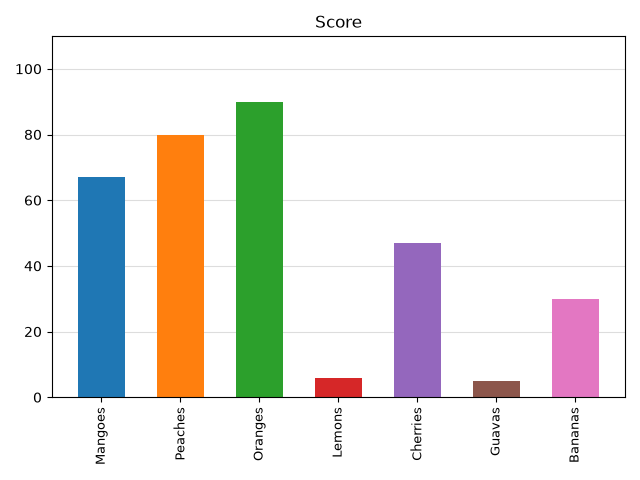 Score
100
80
60
40
20
0
Mangoes
Peaches
Oranges
Lemons
Cherries
Guavas
Bananas